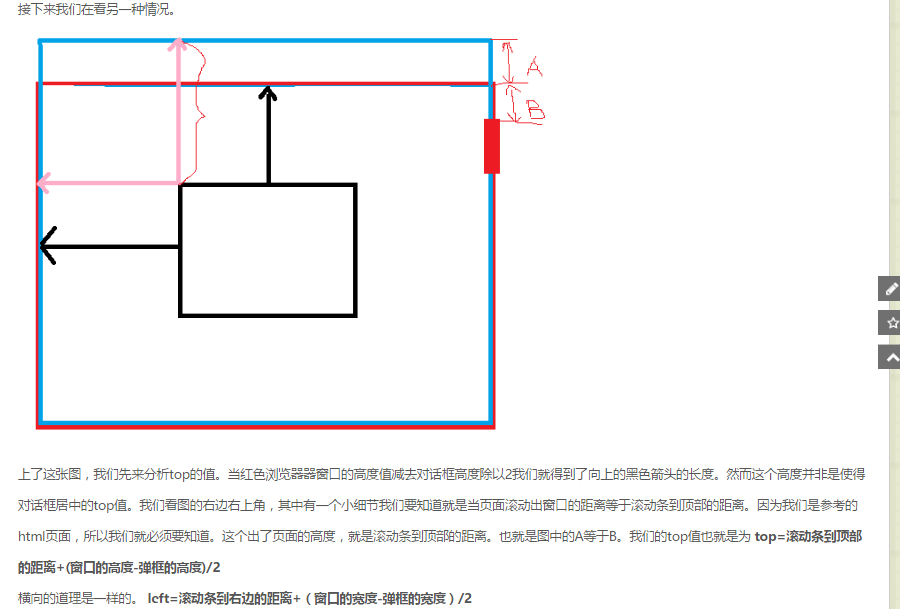 接下来我们在看另一种情况。
A
B
上了这张图，我们先来分析top的值。当红色浏览器器窗口的高度值减去对话框高度除以2我们就得到了向上的黑色箭头的长度。然而这个高度并非是使得
对话框居中的top值。我们看图的右边右上角，其中有一个小细节我们要知道就是当页面滚动出窗口的距离等于滚动条到顶部的距离。因为我们是参考的
html页面，所以我们就必须要知道。这个出了页面的高度，就是滚动条到顶部的距离。也就是图中的A等于B。我们的top值也就是为 top=滚动条到顶部
的距离+(窗口的高度-弹框的高度)/2
横向的道理是一样的。 left=滚动条到右边的距离+（窗口的宽度-弹框的宽度）/2